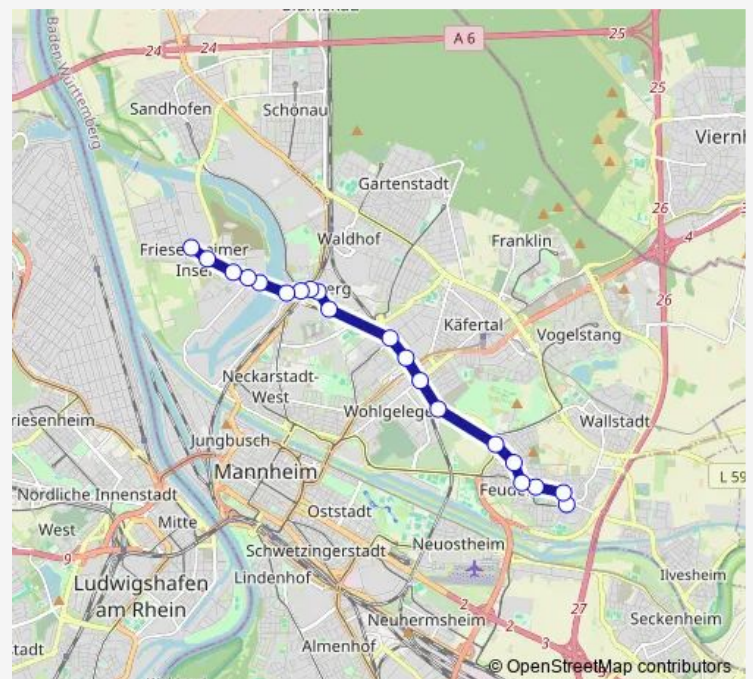 Baden-Württemberg
24
24
A 6
25
25
Sandhofen
Schönau
Viernh
Gartenstadt
26
4
Friesenheimer
Insel
Waldhof
Franklin
26
Käfertal
Vogelstang
Neckarstadt-
West
Wohlgelege
Wallstadt
riesenheim
Jungbusch
Mannheim
Feude
L 59
Nördliche Innenstadt
Oststadt
West
Mitte
9
Schwetzingerstadt
Neuostheim
Lindenhof
Ilvesheim
Ludwigshafen
am Rhein
2
27
Neuhermsheim
2
Seckenheim
3
tadt
Almenhof
© OpenStreetMap contributors